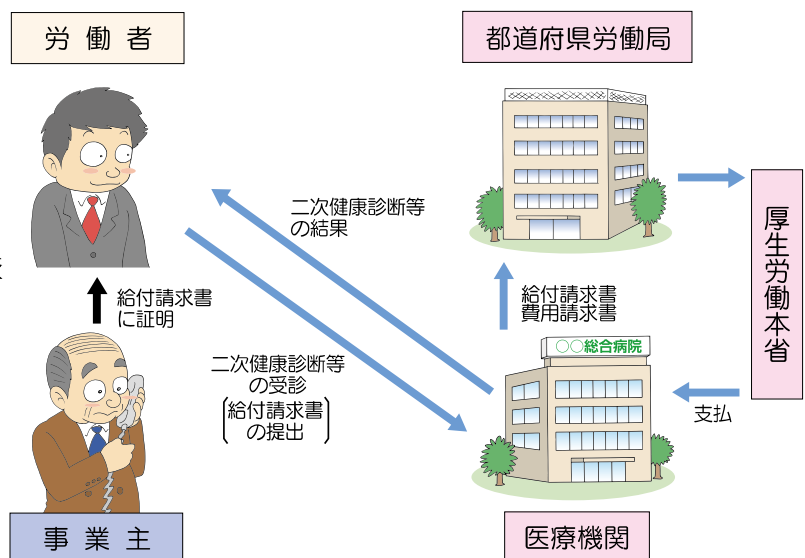 労働者
都道府県労働局
二次健康診断等
の結果
厚生労働本省
給付請求書
に証明
給付請求書
費用請求書
○○総合病院
二次健康診断等
の受診
給付請求書
の提出
支払
事業主
医療機関